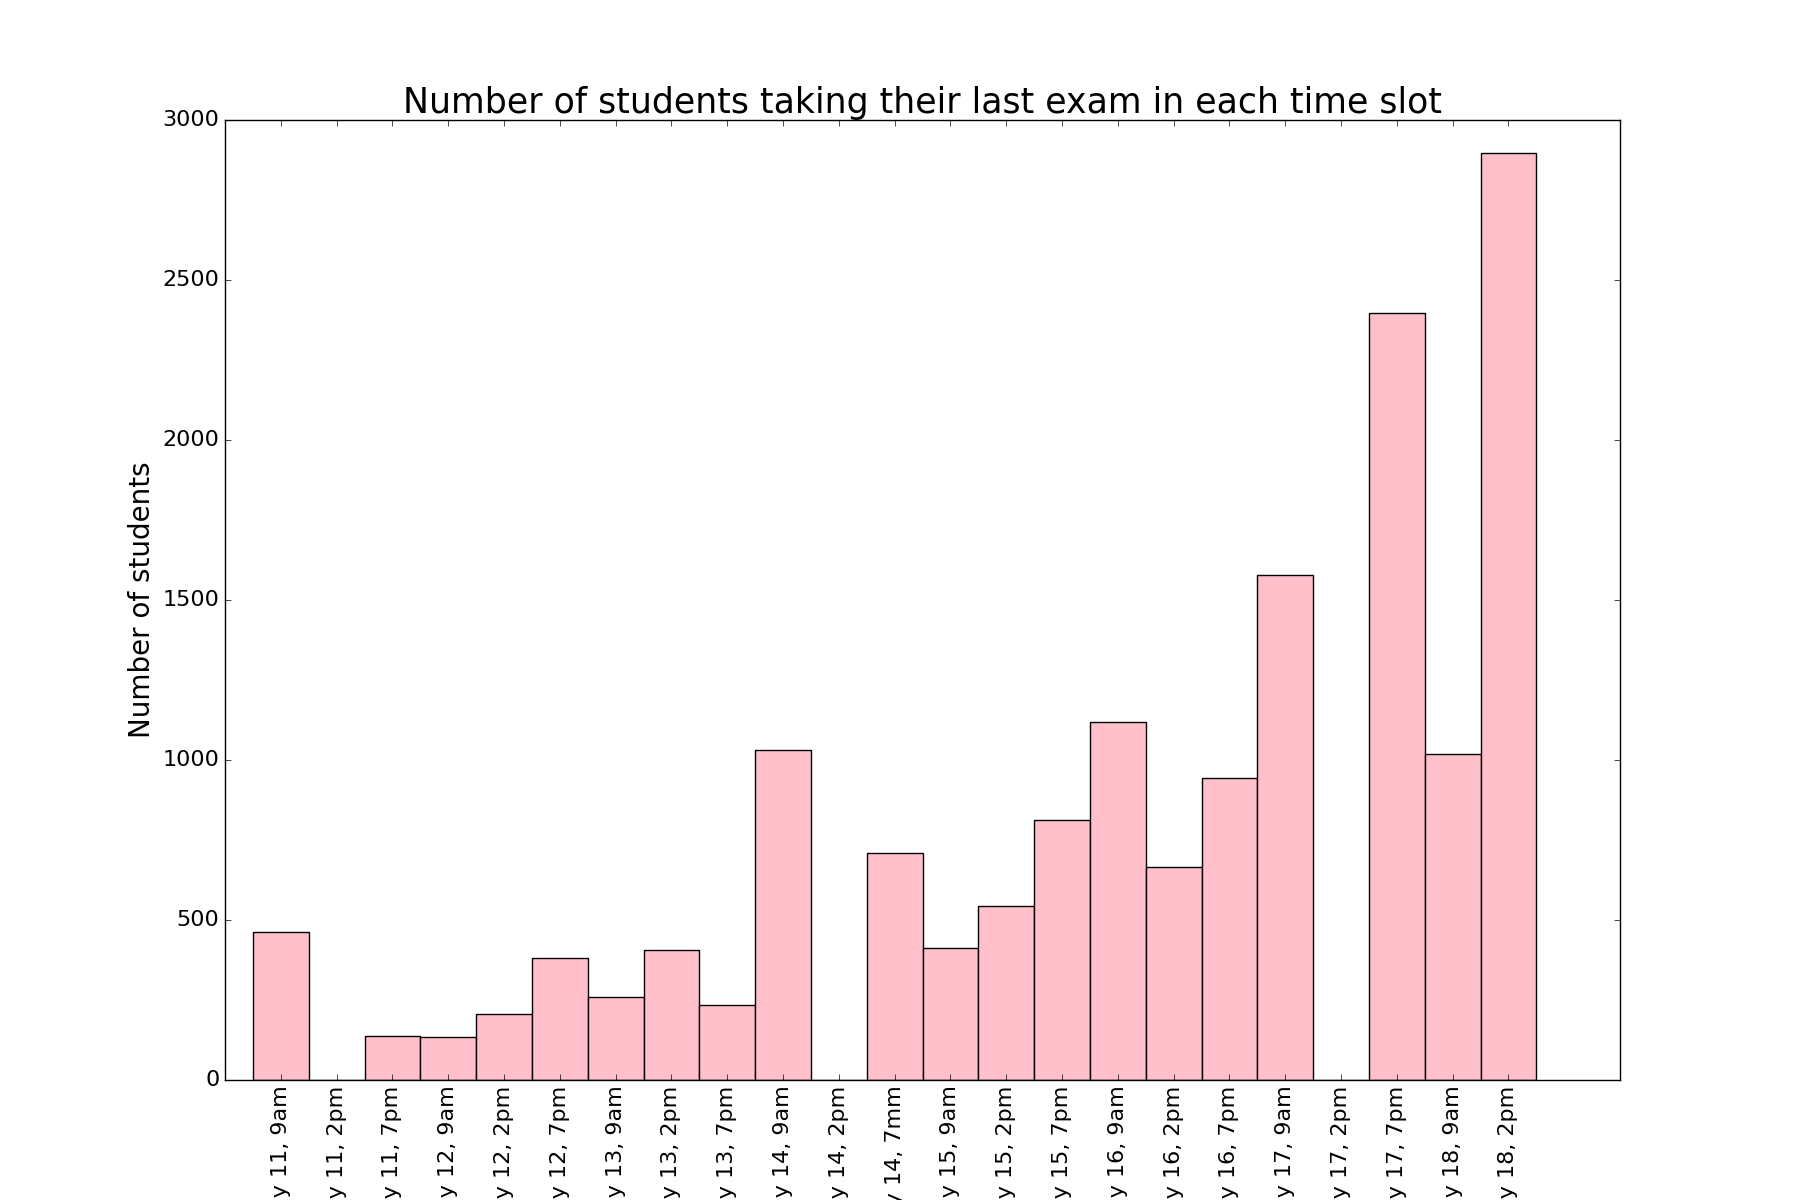 Number of students taking their last exam in each time slot
Number of students
3000
2500
2000
1500
1000
500
0
y 11, 9am
y 11, 2pm
y 11, 7pm
y 12, 9am
y 12, 2pm
y 12, 7pm
y 13, 9am
y 13, 2pm
y 13, 7pm
y 14, 9am
y 14, 2pm
y 14, 7mm
y 15, 9am
y 15, 2pm
y 15, 7pm
y 16, 9am
y 16, 2pm
y 16, 7pm
y 17, 9am
y 17, 2pm
y 17, 7pm
y 18, 9am
y 18, 2pm